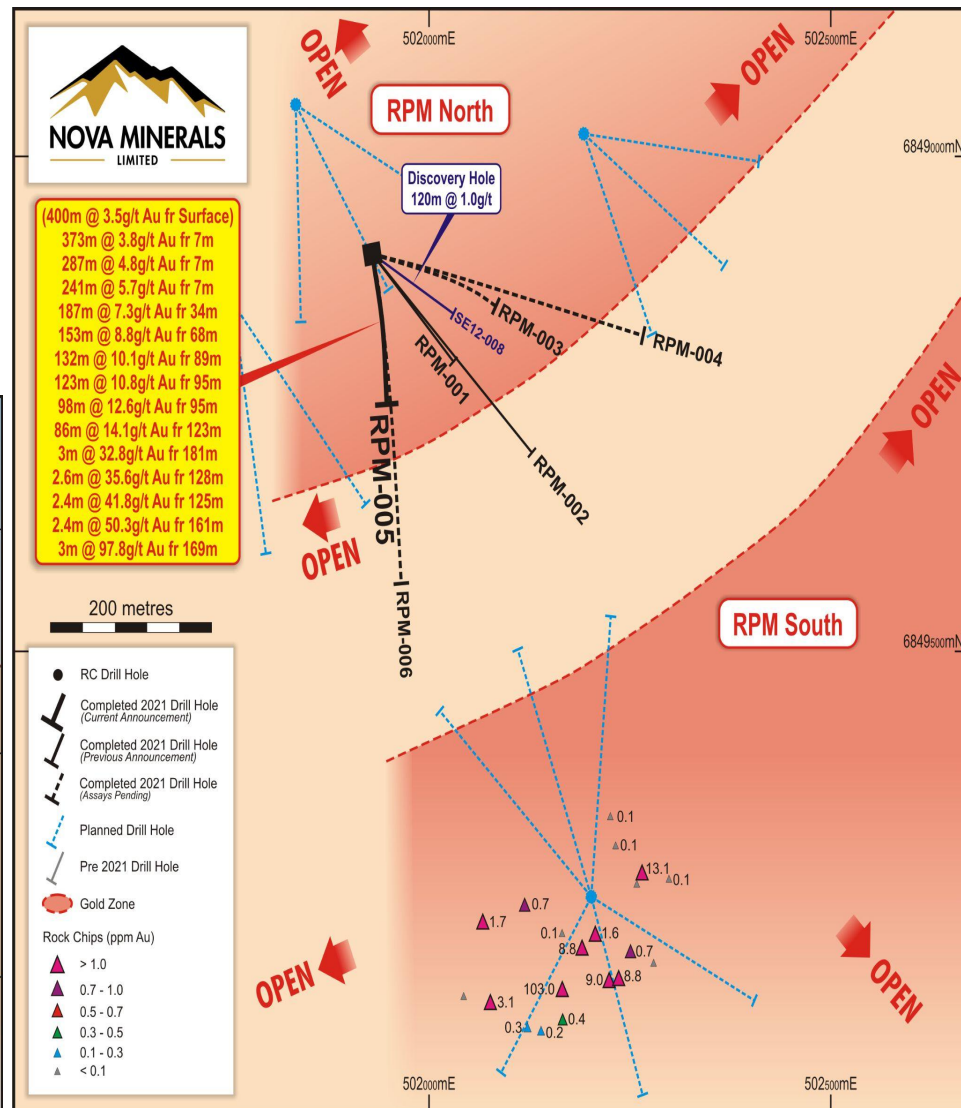 502000mE
502500mE
OPEN
OPEN
NOVA MINERALS
LIMITED
RPM North
6849000mN
Discovery Hole
120m @ 1.0g/t
(400m @ 3.5g/t Au fr Surface)
373m @ 3.8g/t Au fr 7m
287m @ 4.8g/t Au fr 7m
241m @ 5.7g/t Au fr 7m
187m @ 7.3g/t Au fr 34m
153m @ 8.8g/t Au fr 68m
132m @ 10.1g/t Au fr 89m
123m @ 10.8g/t Au fr 95m
98m @ 12.6g/t Au fr 95m
86m @ 14.1g/t Au fr 123m
3m @ 32.8g/t Au fr 181m
2.6m @ 35.6g/t Au fr 128m
2.4m @ 41.8g/t Au fr 125m
2.4m @ 50.3g/t Au fr 161m
3m @ 97.8g/t Au fr 169m
RPM-003
SE12-008
RPM-004
RPM-001
RPM-002
RPM-005
RPM-006
OPEN
OPEN
200 metres
RPM South
6849500mN
RC Drill Hole
Completed 2021 Drill Hole
(Current Announcement)
Completed 2021 Drill Hole
(Previous Announcement)
Completed 2021 Drill Hole
(Assays Pending)
Planned Drill Hole
Pre 2021 Drill Hole
Gold Zone
Rock Chips (ppm Au)
> 1.0
0.7 - 1.0
0.5 - 0.7
0.3 - 0.5
0.1 - 0.3
< 0.1
0.1
0.1
13.1
0.1
0.7
1.7
0.1
1.6
8.8
0.7
8.8
9.0
103.0
3.1
0.4
0.3
0.2
OPEN
OPEN
502000mE
502500mE